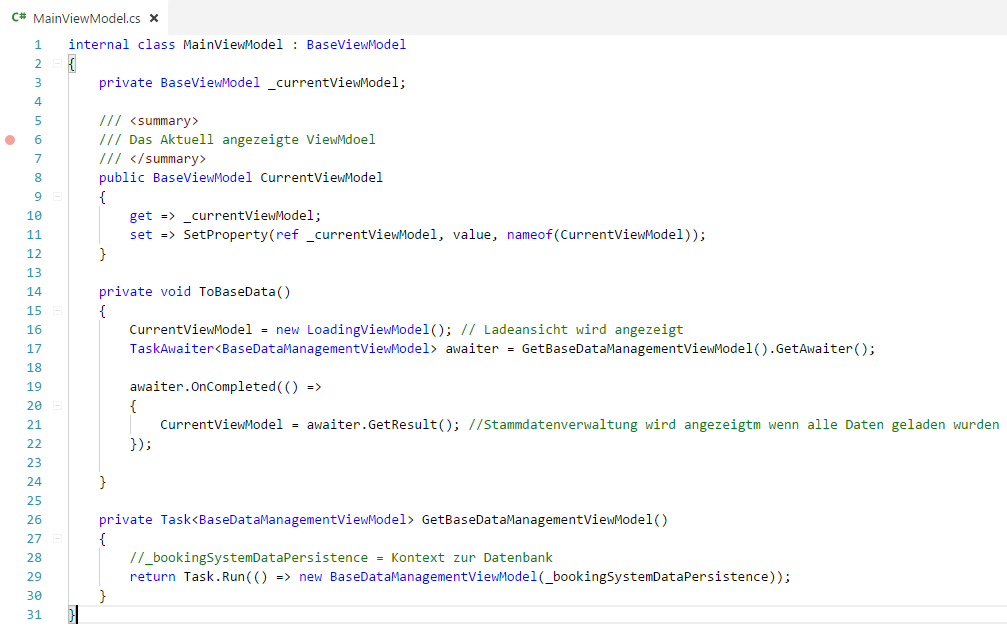 C# MainViewModel.cs ×
1 internal class MainViewModel : BaseViewModel
2 {
3     private BaseViewModel _currentViewModel;
4
5     /// <summary>
6     /// Das Aktuell angezeigte ViewMdoel
7     /// </summary>
8     public BaseViewModel CurrentViewModel
9     {
10         get => _currentViewModel;
11         set => SetProperty(ref _currentViewModel, value, nameof(CurrentViewModel));
12     }
13
14     private void ToBaseData()
15     {
16         CurrentViewModel = new LoadingViewModel(); // Ladeansicht wird angezeigt
17         TaskAwaiter<BaseDataManagementViewModel> awaiter = GetBaseDataManagementViewModel().GetAwaiter();
18
19         awaiter.OnCompleted(() =>
20         {
21             CurrentViewModel = awaiter.GetResult(); //Stammdatenverwaltung wird angezeigtm wenn alle Daten geladen wurden
22         });
23
24     }
25
26     private Task<BaseDataManagementViewModel> GetBaseDataManagementViewModel()
27     {
28         //_bookingSystemDataPersistence = Kontext zur Datenbank
29         return Task.Run(() => new BaseDataManagementViewModel(_bookingSystemDataPersistence));
30     }
31 }